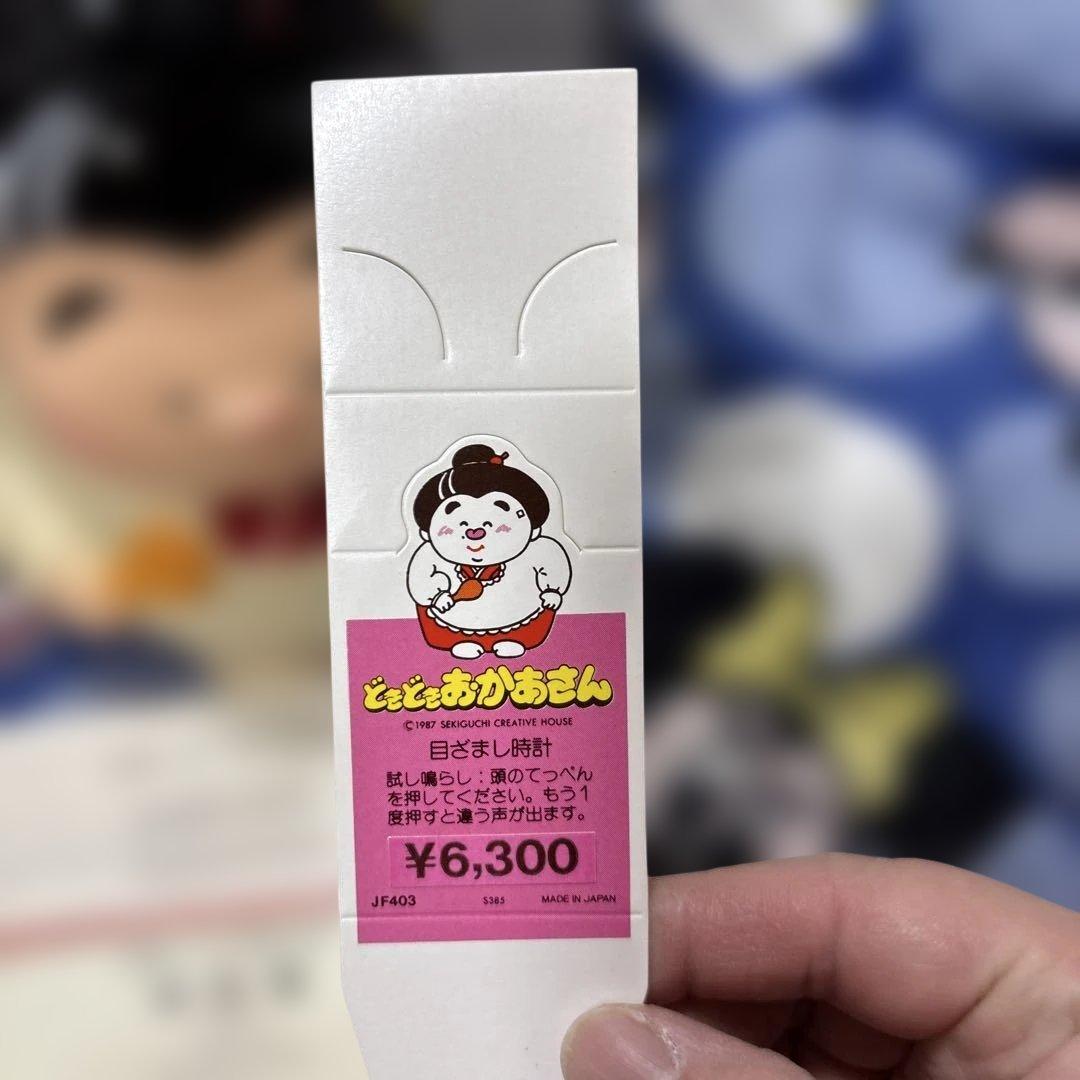 どきどきおかあさん
©1987 SEKIGUCHI CREATIVE HOUSE
目ざまし時計
試し鳴らし：頭のてっぺん
を押してください。もう1
度押すと違う声が出ます。
¥6,300
JF403 S385 MADE IN JAPAN